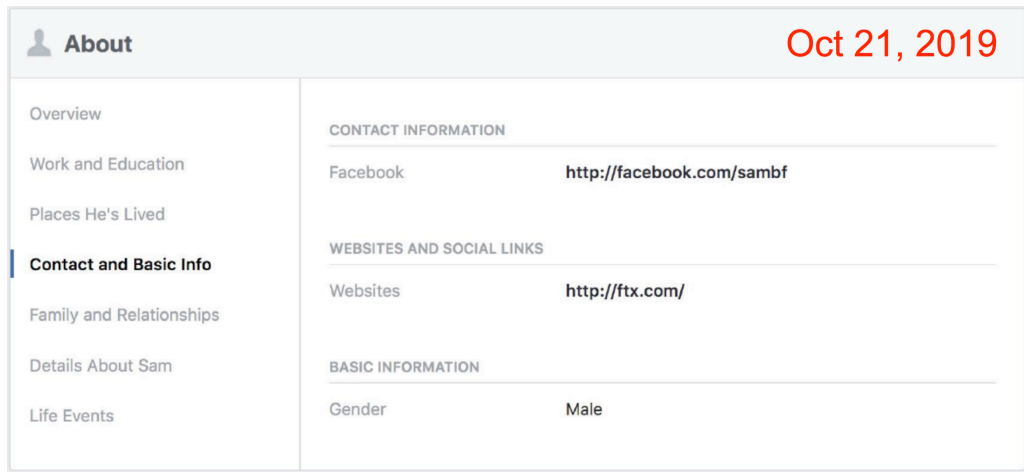 About
Oct 21, 2019
Overview
Work and Education
Places He's Lived
Contact and Basic Info
Family and Relationships
Details About Sam
Life Events
CONTACT INFORMATION
Facebook http://facebook.com/sambf
WEBSITES AND SOCIAL LINKS
Websites http://ftx.com/
BASIC INFORMATION
Gender Male